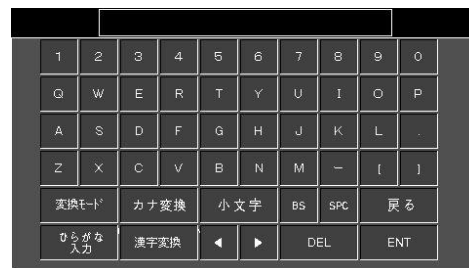 1 2 3 4 5 6 7 8 9 0
Q W E R T Y U I O P
A S D F G H J K L .
Z X C V B N M - [ ]
変換モード カナ変換 小文字 BS SPC 戻る
ひらがな
入力 漢字変換 ◀ ▶ DEL ENT